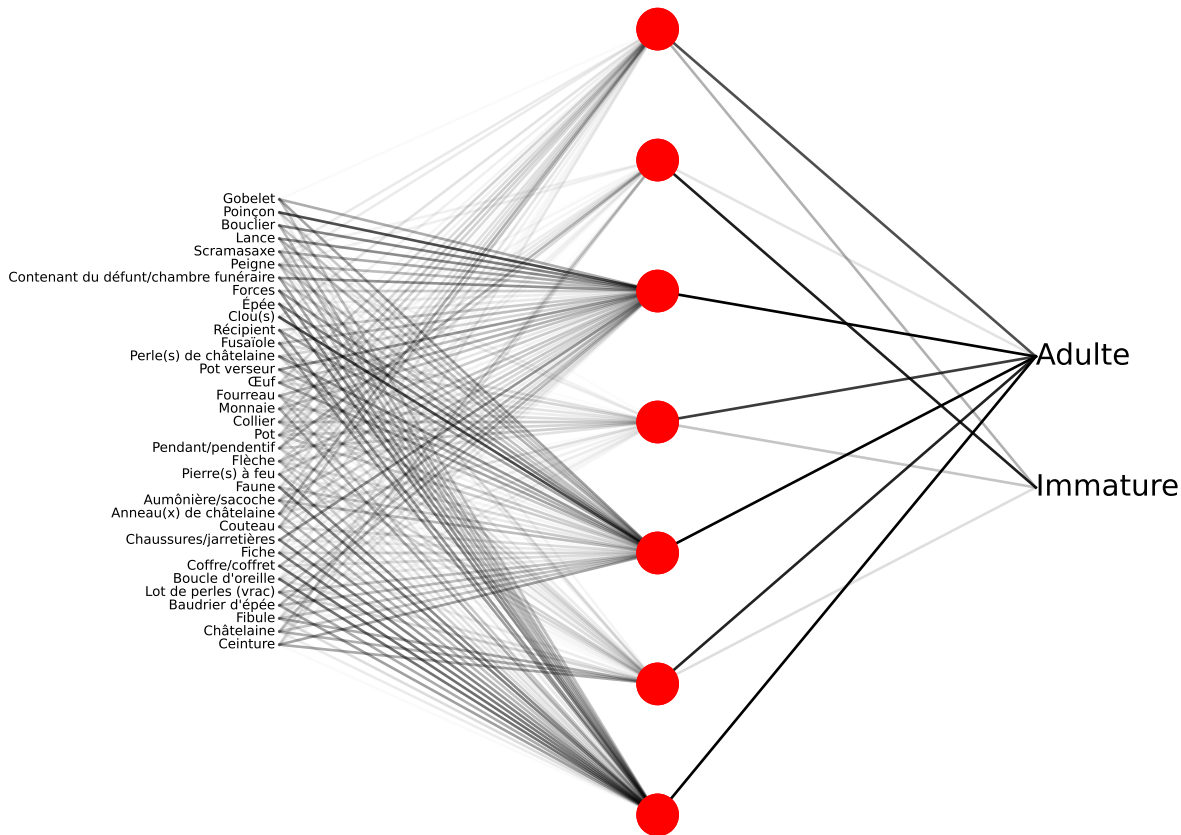 Gobelet
Poinçon
Bouclier
Lance
Scramasaxe
Peigne
Contenant du défunt/chambre funéraire
Forces
Épée
Clou(s)
Récipient
Fusaïole
Perle(s) de châtelaine
Pot verseur
Œuf
Fourreau
Monnaie
Collier
Pot
Pendant/pendentif
Flèche
Pierre(s) à feu
Faune
Aumônière/sacoche
Anneau(x) de châtelaine
Couteau
Chaussures/jarretières
Fiche
Coffre/coffret
Boucle d'oreille
Lot de perles (vrac)
Baudrier d'épée
Fibule
Châtelaine
Ceinture
Adulte
Immature